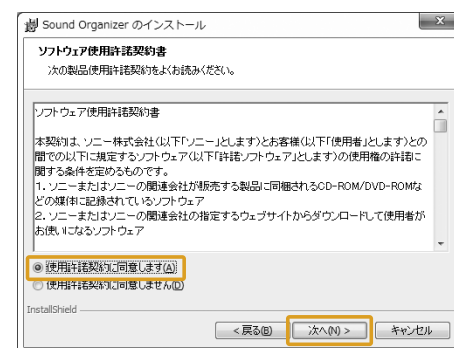 Sound Organizer のインストール
ソフトウェア使用許諾契約書
次の製品使用許諾契約をよくお読みください。
ソフトウェア使用許諾契約書
本契約は、ソニー株式会社(以下「ソニー」とします)とお客様(以下「使用者」とします)との
間での以下に規定するソフトウェア(以下「許諾ソフトウェア」とします)の使用権の許諾に
関する条件を定めるものです。
1. ソニーまたはソニーの関連会社が販売する製品に同梱されるCD-ROM/DVD-ROMな
どの媒体に記録されているソフトウェア
2. ソニーまたはソニーの関連会社の指定するウェブサイトからダウンロードして使用者が
お使いになるソフトウェア
使用許諾契約に同意します(A)
使用許諾契約に同意しません(D)
InstallShield
< 戻る(B)
次へ(N) >
キャンセル